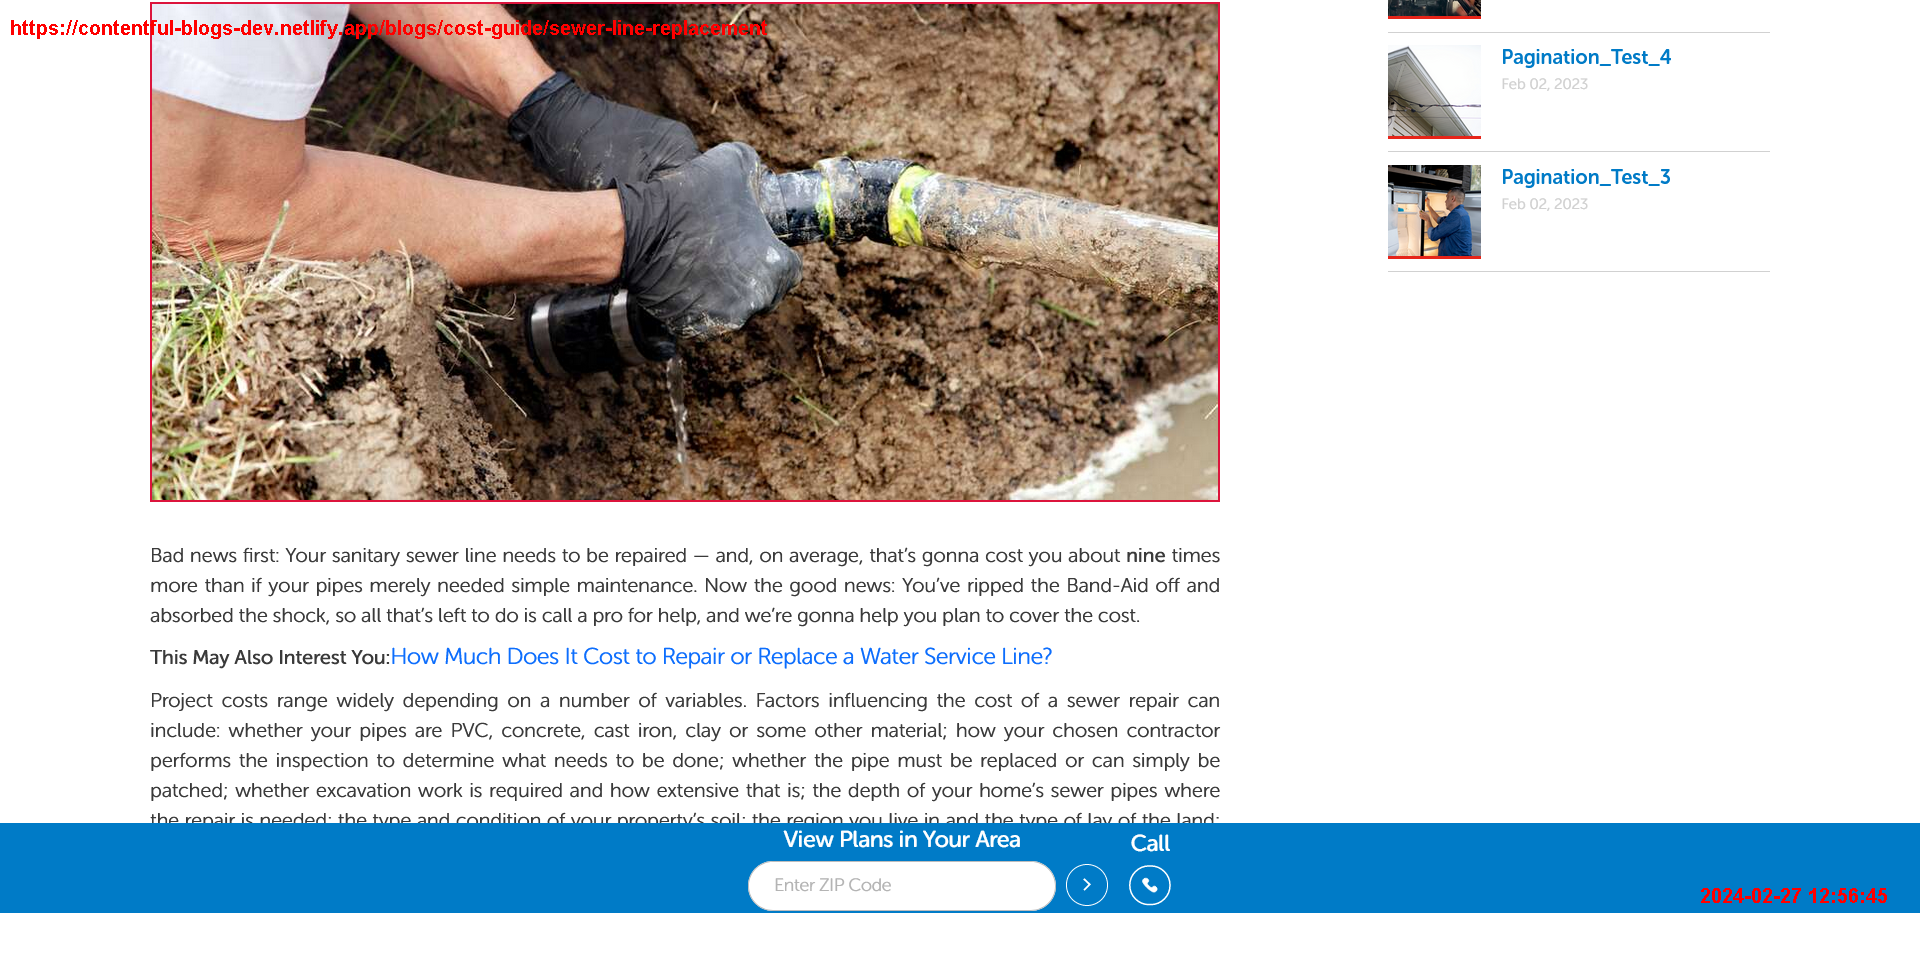 https://contentful-blogs-dev.netlify.app/blogs/cost-guide/sewer-line-replacement
Pagination_Test_4
Feb 02, 2023
Pagination_Test_3
Feb 02, 2023
Bad news first: Your sanitary sewer line needs to be repaired — and, on average, that’s gonna cost you about nine times
more than if your pipes merely needed simple maintenance. Now the good news: You’ve ripped the Band-Aid off and
absorbed the shock, so all that’s left to do is call a pro for help, and we’re gonna help you plan to cover the cost.
This May Also Interest You:How Much Does It Cost to Repair or Replace a Water Service Line?
Project costs range widely depending on a number of variables. Factors influencing the cost of a sewer repair can
include: whether your pipes are PVC, concrete, cast iron, clay or some other material; how your chosen contractor
performs the inspection to determine what needs to be done; whether the pipe must be replaced or can simply be
patched; whether excavation work is required and how extensive that is; the depth of your home’s sewer pipes where
the repair is needed; the type and condition of your property’s soil; the region you live in and the type of lay of the land;
View Plans in Your Area
Call
Enter ZIP Code
2024-02-27 12:56:45